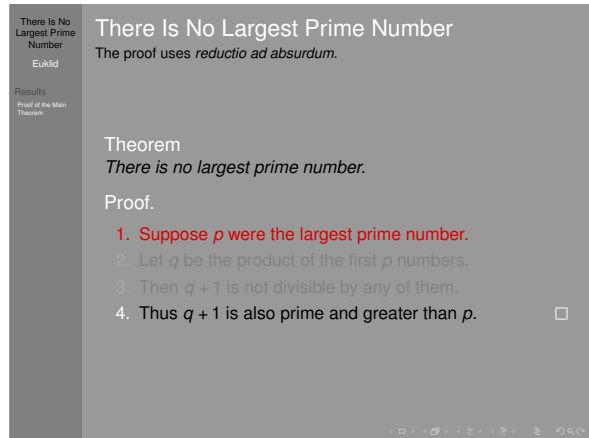 There Is No
Largest Prime
Number
Euklid
Results
Proof of the Main
Theorem
There Is No Largest Prime Number
The proof uses reductio ad absurdum.
Theorem
There is no largest prime number.
Proof.
1. Suppose p were the largest prime number.
2. Let q be the product of the first p numbers.
3. Then q + 1 is not divisible by any of them.
4. Thus q + 1 is also prime and greater than p. □